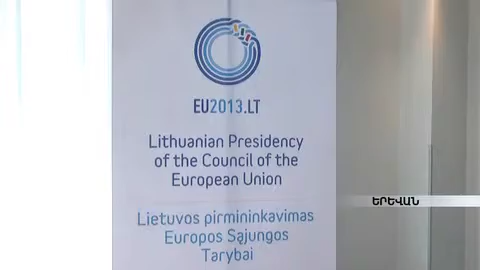 EU2013.LT
Lithuanian Presidency
of the Council of the
European Union
Lietuvos pirmininkavimas
Europos Sąjungos
Tarybai
ԵՐԵՎԱՆ